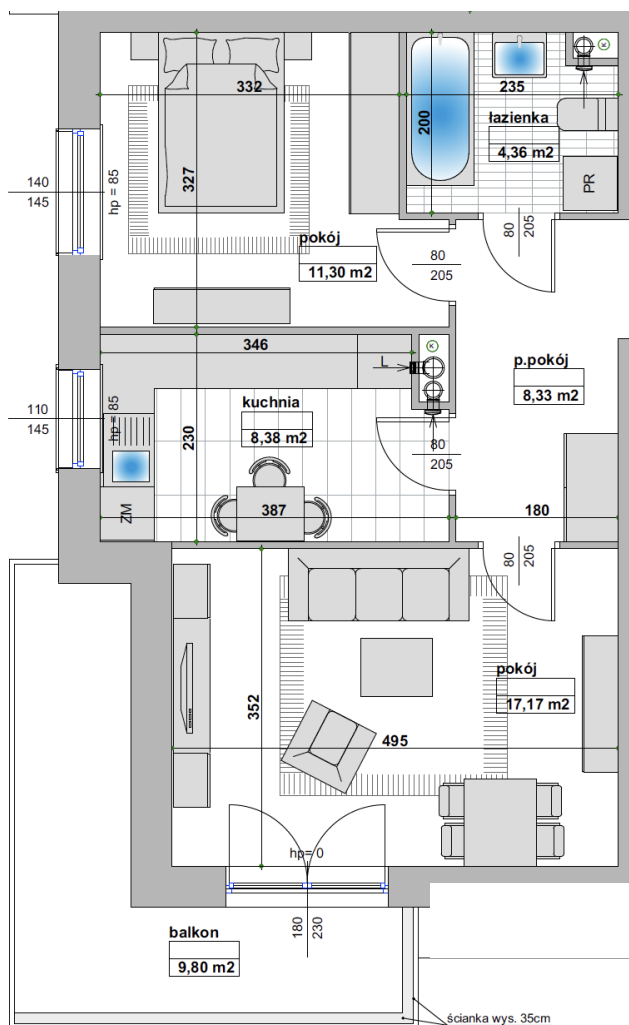 K
332
235
200
łazienka
4,36 m2
PR
140
145
hp = 85
327
80
205
pokój
11,30 m2
80
205
346
K
L
p.pokój
8,33 m2
110
145
hp = 85
kuchnia
8,38 m2
230
80
205
ZM
387
180
80
205
352
pokój
17,17 m2
495
hp= 0
180
230
balkon
9,80 m2
ścianka wys. 35cm